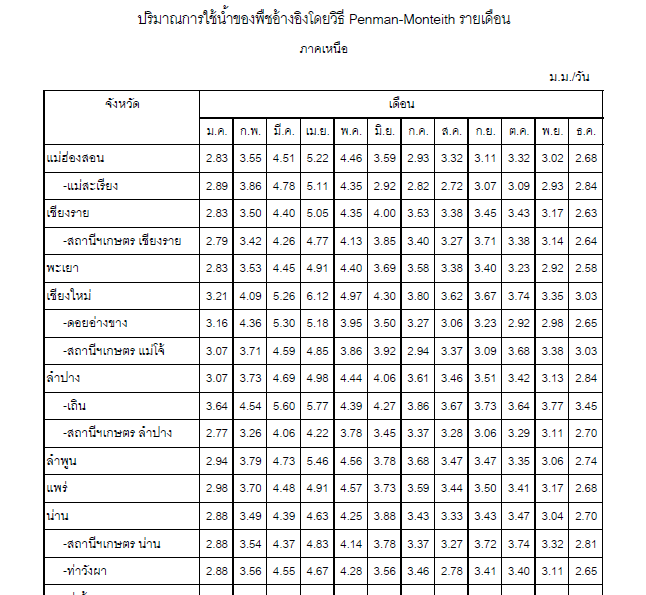 ปริมาณการใช้น้ำของพืชอ้างอิงโดยวิธี Penman-Monteith รายเดือน
ภาคเหนือ
ม.ม./วัน
จังหวัด เดือน
ม.ค. ก.พ. มี.ค. เม.ย. พ.ค. มิ.ย. ก.ค. ส.ค. ก.ย. ต.ค. พ.ย. ธ.ค.
แม่ฮ่องสอน 2.83 3.55 4.51 5.22 4.46 3.59 2.93 3.32 3.11 3.32 3.02 2.68
-แม่สะเรียง 2.89 3.86 4.78 5.11 4.35 2.92 2.82 2.72 3.07 3.09 2.93 2.84
เชียงราย 2.83 3.50 4.40 5.05 4.35 4.00 3.53 3.38 3.45 3.43 3.17 2.63
-สถานีฯเกษตร เชียงราย 2.79 3.42 4.26 4.77 4.13 3.85 3.40 3.27 3.71 3.38 3.14 2.64
พะเยา 2.83 3.53 4.45 4.91 4.40 3.69 3.58 3.38 3.40 3.23 2.92 2.58
เชียงใหม่ 3.21 4.09 5.26 6.12 4.97 4.30 3.80 3.62 3.67 3.74 3.35 3.03
-ดอยอ่างขาง 3.16 4.36 5.30 5.18 3.95 3.50 3.27 3.06 3.23 2.92 2.98 2.65
-สถานีฯเกษตร แม่โจ้ 3.07 3.71 4.59 4.85 3.86 3.92 2.94 3.37 3.09 3.68 3.38 3.03
ลำปาง 3.07 3.73 4.69 4.98 4.44 4.06 3.61 3.46 3.51 3.42 3.13 2.84
-เถิน 3.64 4.54 5.60 5.77 4.39 4.27 3.86 3.67 3.73 3.64 3.77 3.45
-สถานีฯเกษตร ลำปาง 2.77 3.26 4.06 4.22 3.78 3.45 3.37 3.28 3.06 3.29 3.11 2.70
ลำพูน 2.94 3.79 4.73 5.46 4.56 3.78 3.68 3.47 3.47 3.35 3.06 2.74
แพร่ 2.98 3.70 4.48 4.91 4.57 3.73 3.59 3.44 3.50 3.41 3.17 2.68
น่าน 2.88 3.49 4.39 4.63 4.25 3.88 3.43 3.33 3.43 3.47 3.04 2.70
-สถานีฯเกษตร น่าน 2.88 3.54 4.37 4.83 4.14 3.78 3.37 3.27 3.72 3.74 3.32 2.81
-ท่าวังผา 2.88 3.56 4.55 4.67 4.28 3.56 3.46 2.78 3.41 3.40 3.11 2.65